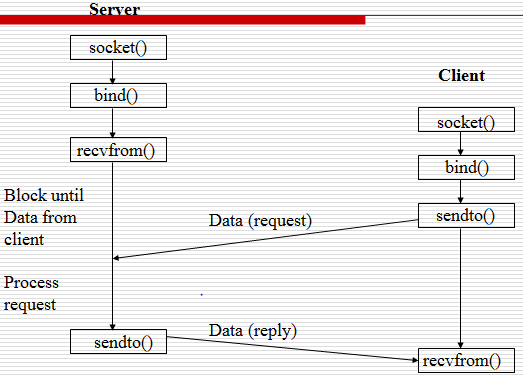 Server
socket()
bind()
recvfrom()
Block until
Data from
client
Process
request
sendto()
Client
socket()
bind()
sendto()
Data (request)
Data (reply)
recvfrom()